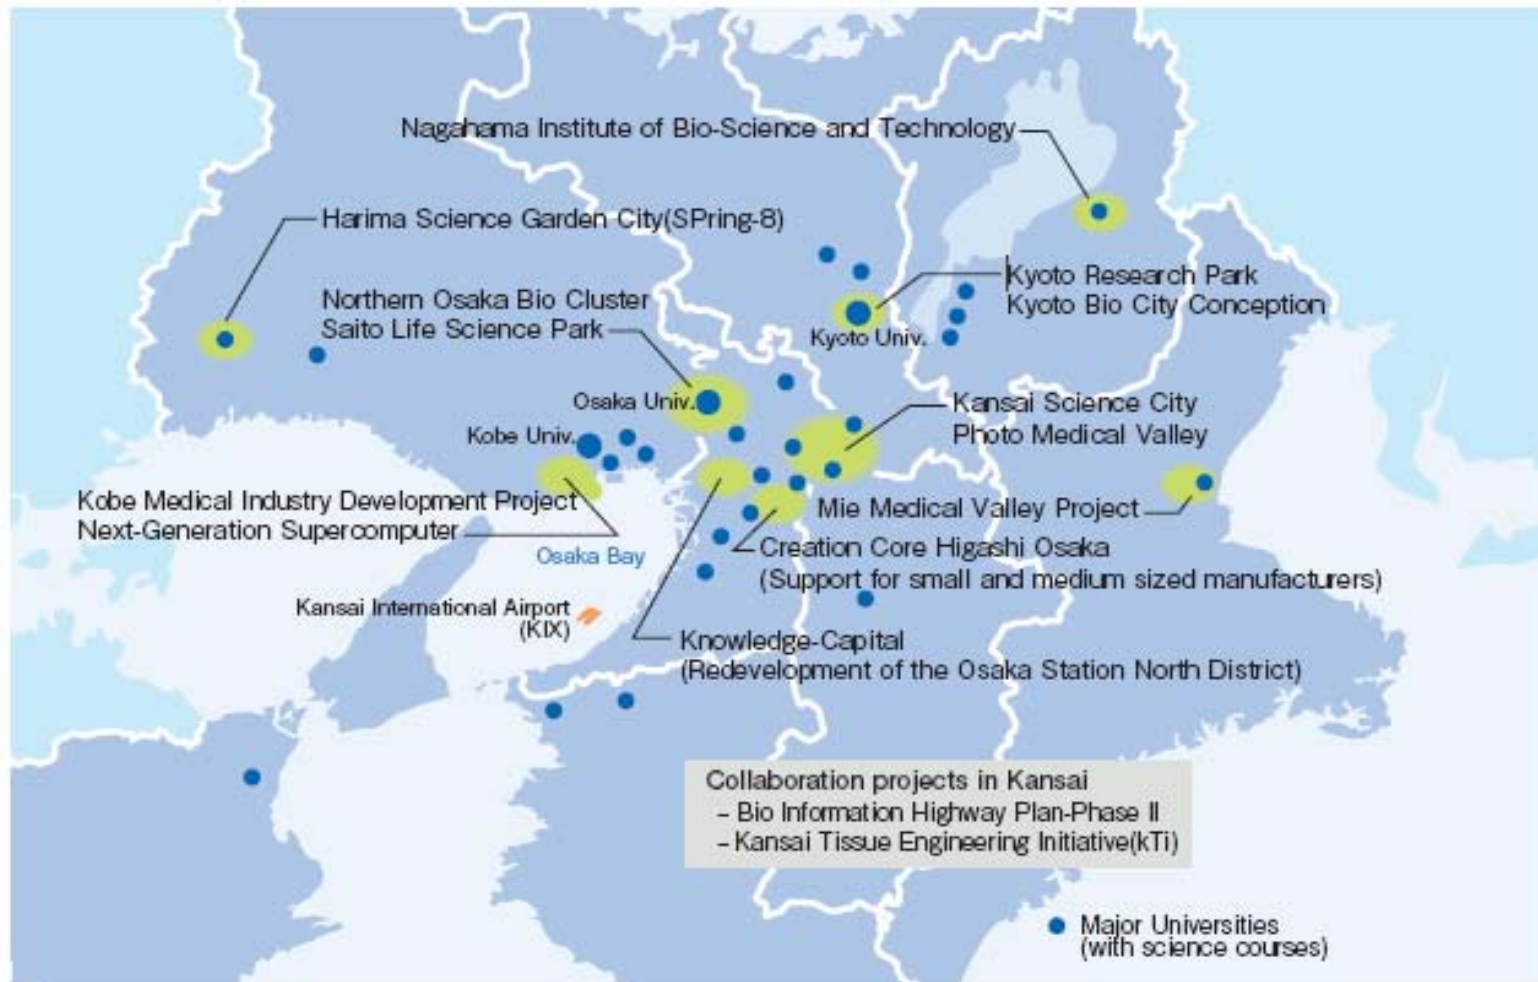 Nagahama Institute of Bio-Science and Technology
Harima Science Garden City(SPring-8)
Kyoto Research Park
Kyoto Bio City Conception
Northern Osaka Bio Cluster
Saito Life Science Park
Kyoto Univ.
Osaka Univ.
Kansai Science City
Photo Medical Valley
Kobe Univ.
Kobe Medical Industry Development Project
Next-Generation Supercomputer
Mie Medical Valley Project
Osaka Bay
Creation Core Higashi Osaka
(Support for small and medium sized manufacturers)
Kansai International Airport
(KIX)
Knowledge-Capital
(Redevelopment of the Osaka Station North District)
Collaboration projects in Kansai
– Bio Information Highway Plan-Phase II
– Kansai Tissue Engineering Initiative(kTi)
Major Universities
(with science courses)